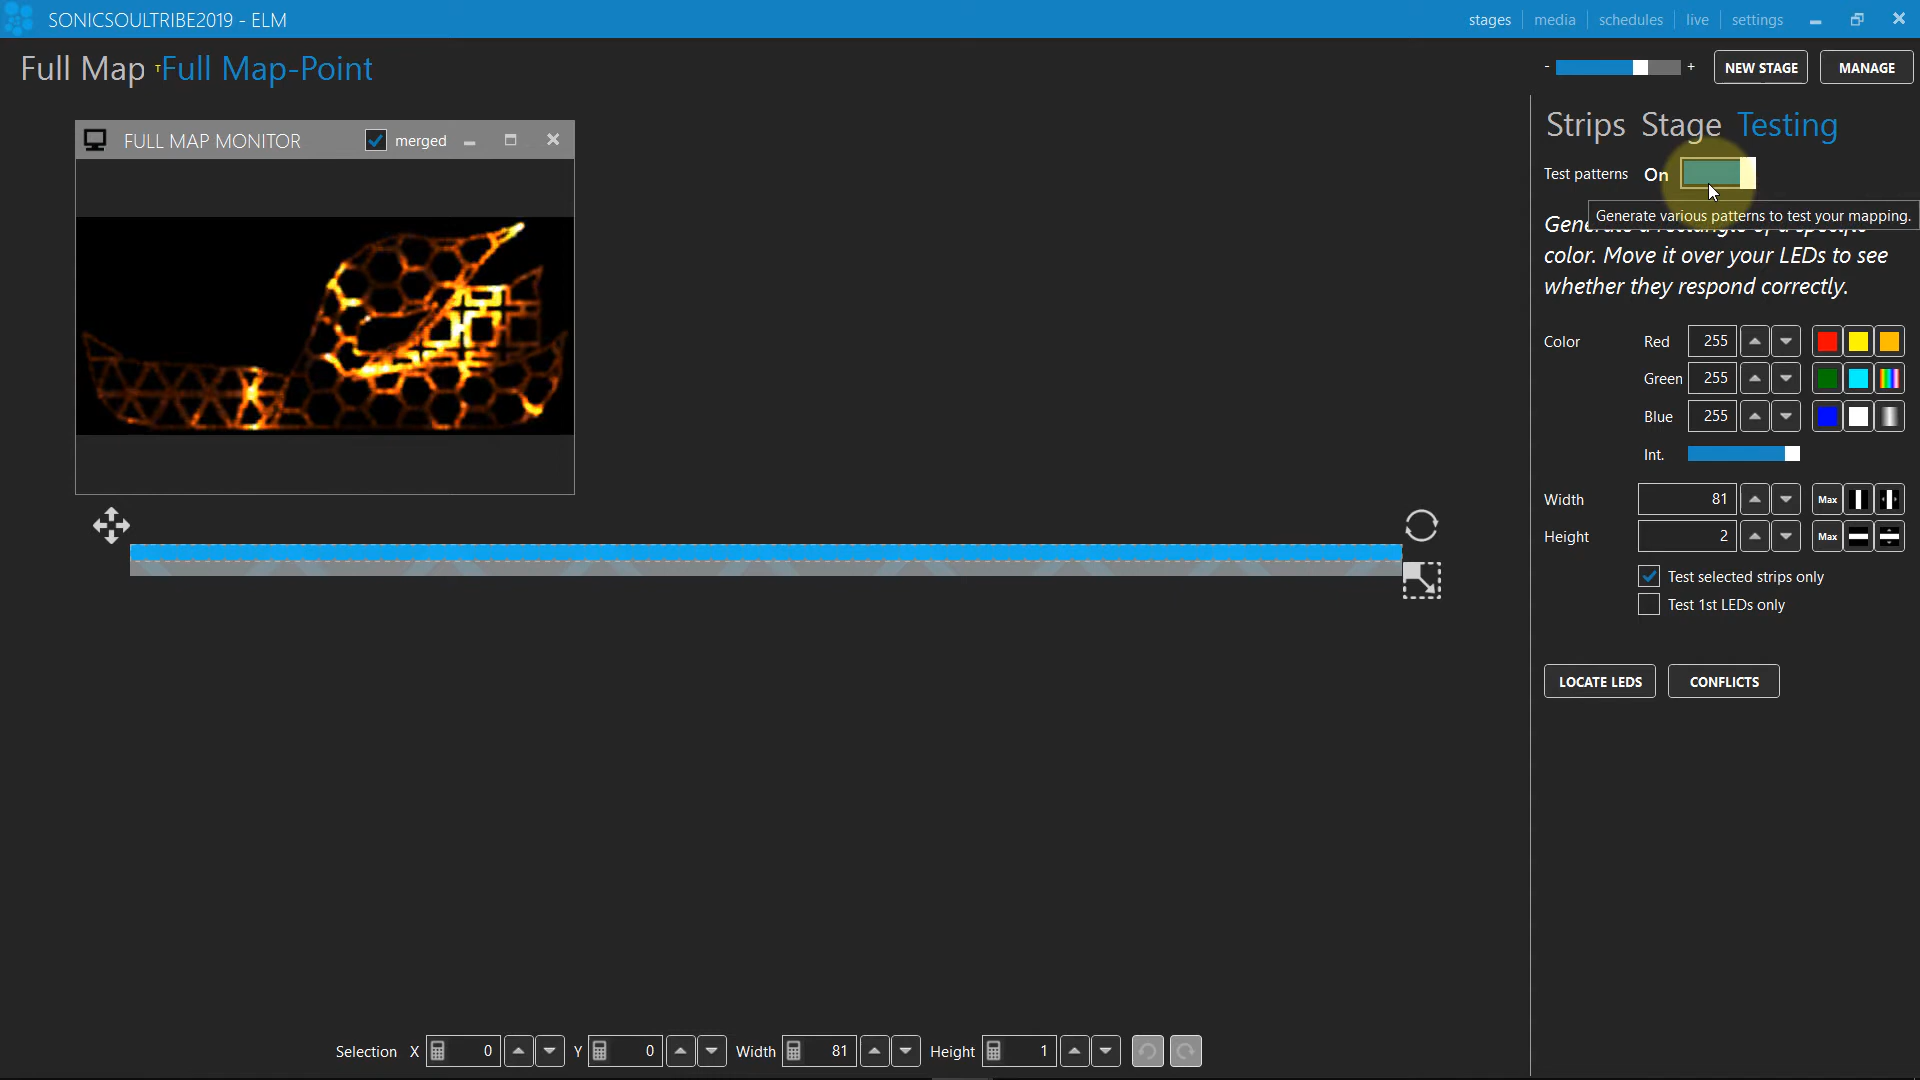 SONICSOULTRIBE2019 - ELM
stages
media
schedules
live
settings
Full Map
Full Map-Point
-
+
NEW STAGE
MANAGE
FULL MAP MONITOR
merged
Strips
Stage
Testing
Test patterns
On
Generate various patterns to test your mapping.
Generate a rectangle of a specific
color. Move it over your LEDs to see
whether they respond correctly.
Color
Red
255
Green
255
Blue
255
Int.
Width
81
Max
Height
2
Max
Test selected strips only
Test 1st LEDs only
LOCATE LEDS
CONFLICTS
Selection
X
0
Y
0
Width
81
Height
1